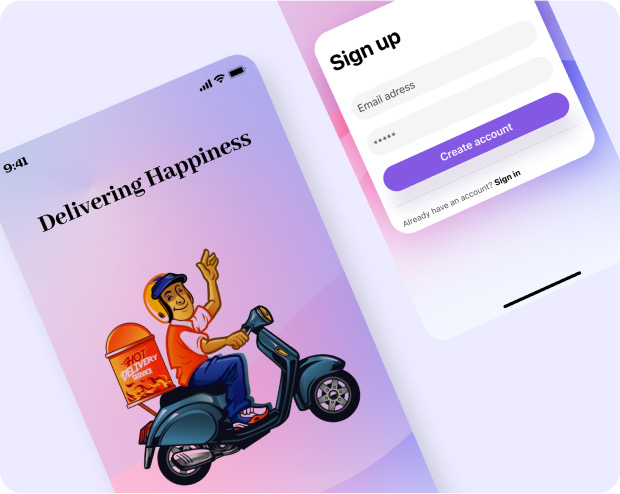 9:41
Delivering Happiness
HOT
DELIVERY
SERVICE
Sign up
Email adress
*****
Create account
Already have an account? Sign in